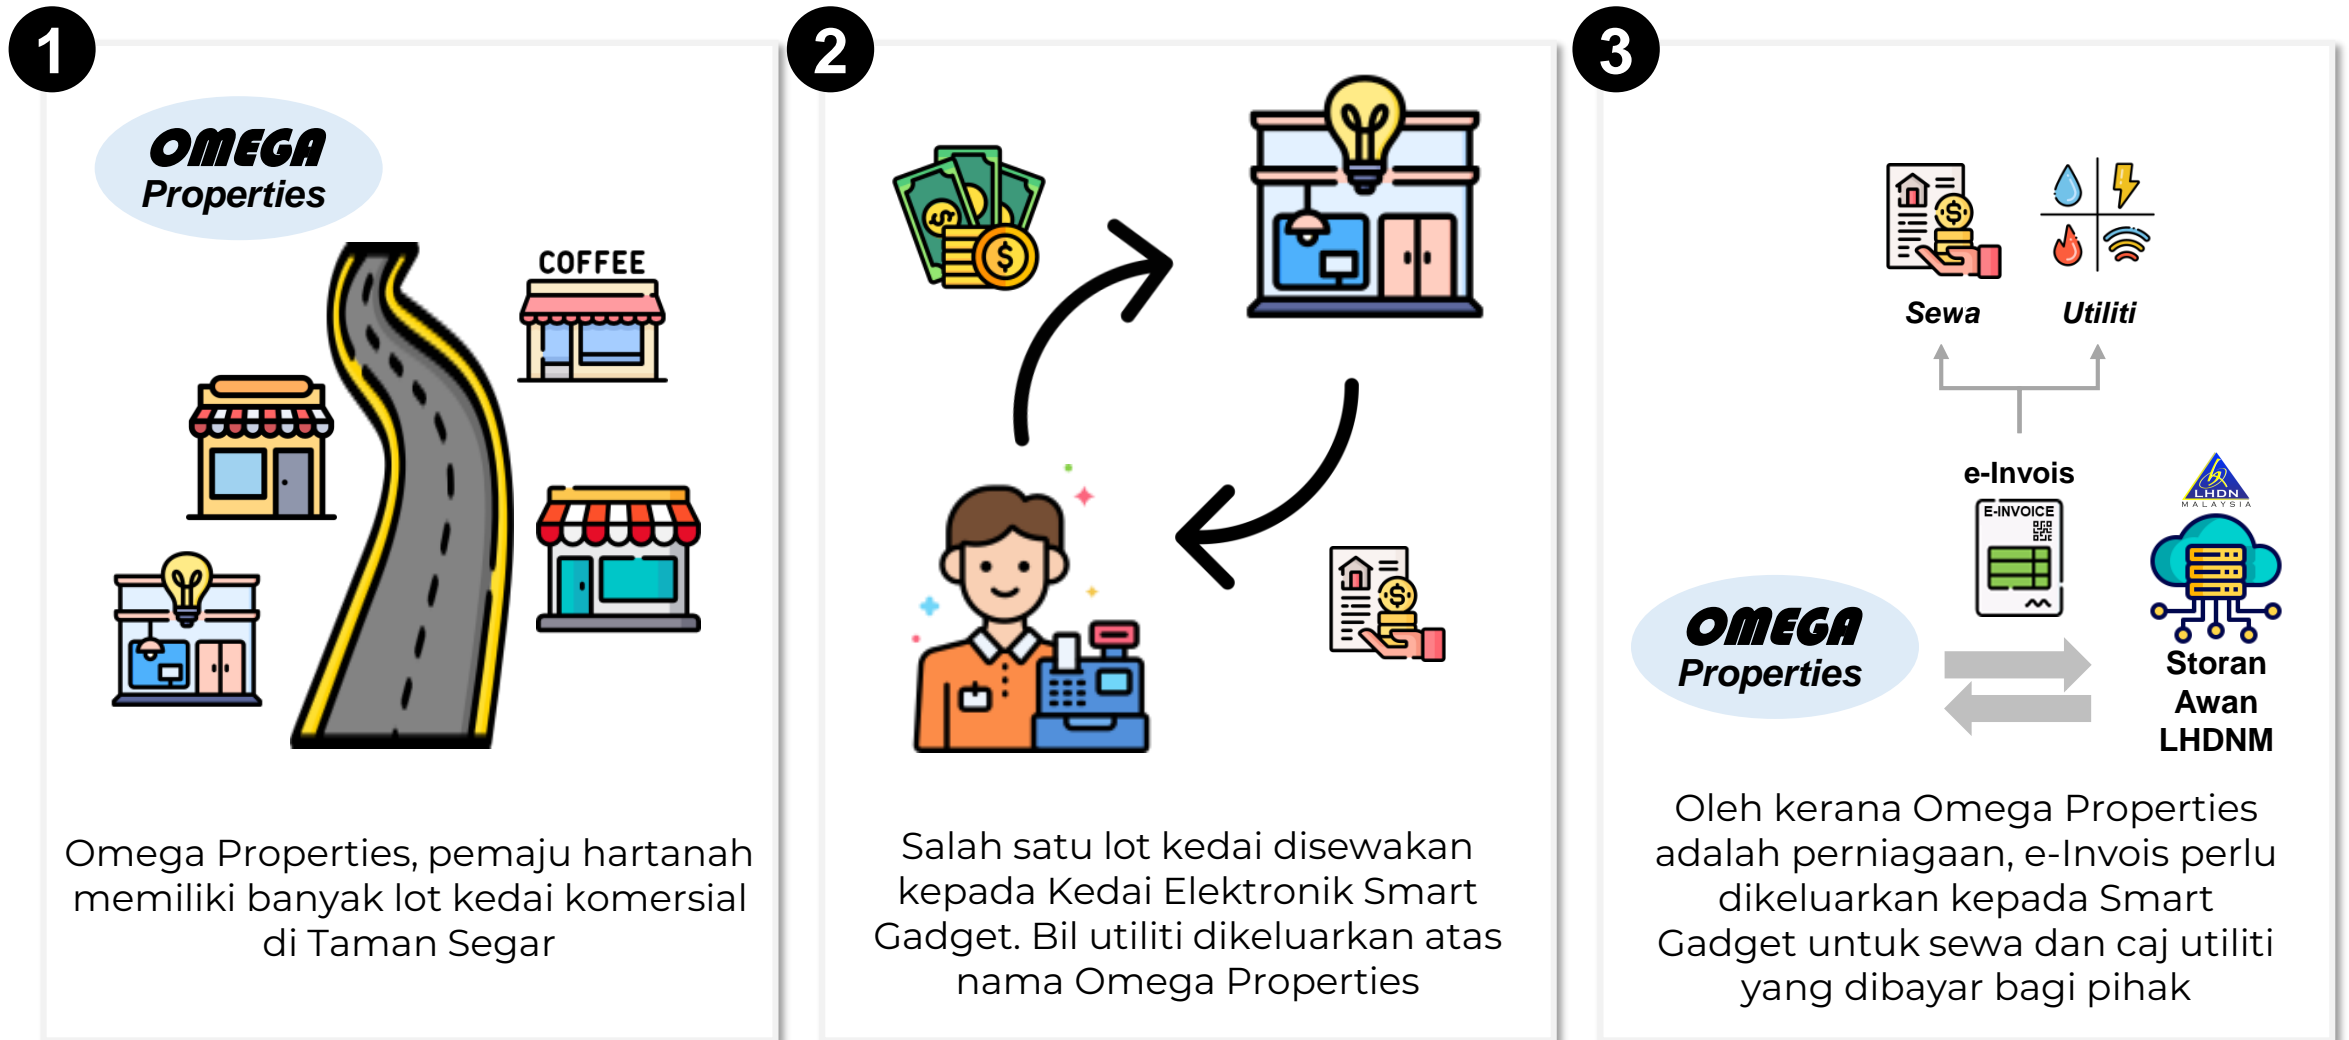 1
OMEGA
Properties
COFFEE
Omega Properties, pemaju hartanah
memiliki banyak lot kedai komersial
di Taman Segar
2
Salah satu lot kedai disewakan
kepada Kedai Elektronik Smart
Gadget. Bil utiliti dikeluarkan atas
nama Omega Properties
3
Sewa
Utiliti
e-Invois
E-INVOICE
LHDN
MALAYSIA
OMEGA
Properties
Storan
Awan
LHDNM
Oleh kerana Omega Properties
adalah perniagaan, e-Invois perlu
dikeluarkan kepada Smart
Gadget untuk sewa dan caj utiliti
yang dibayar bagi pihak